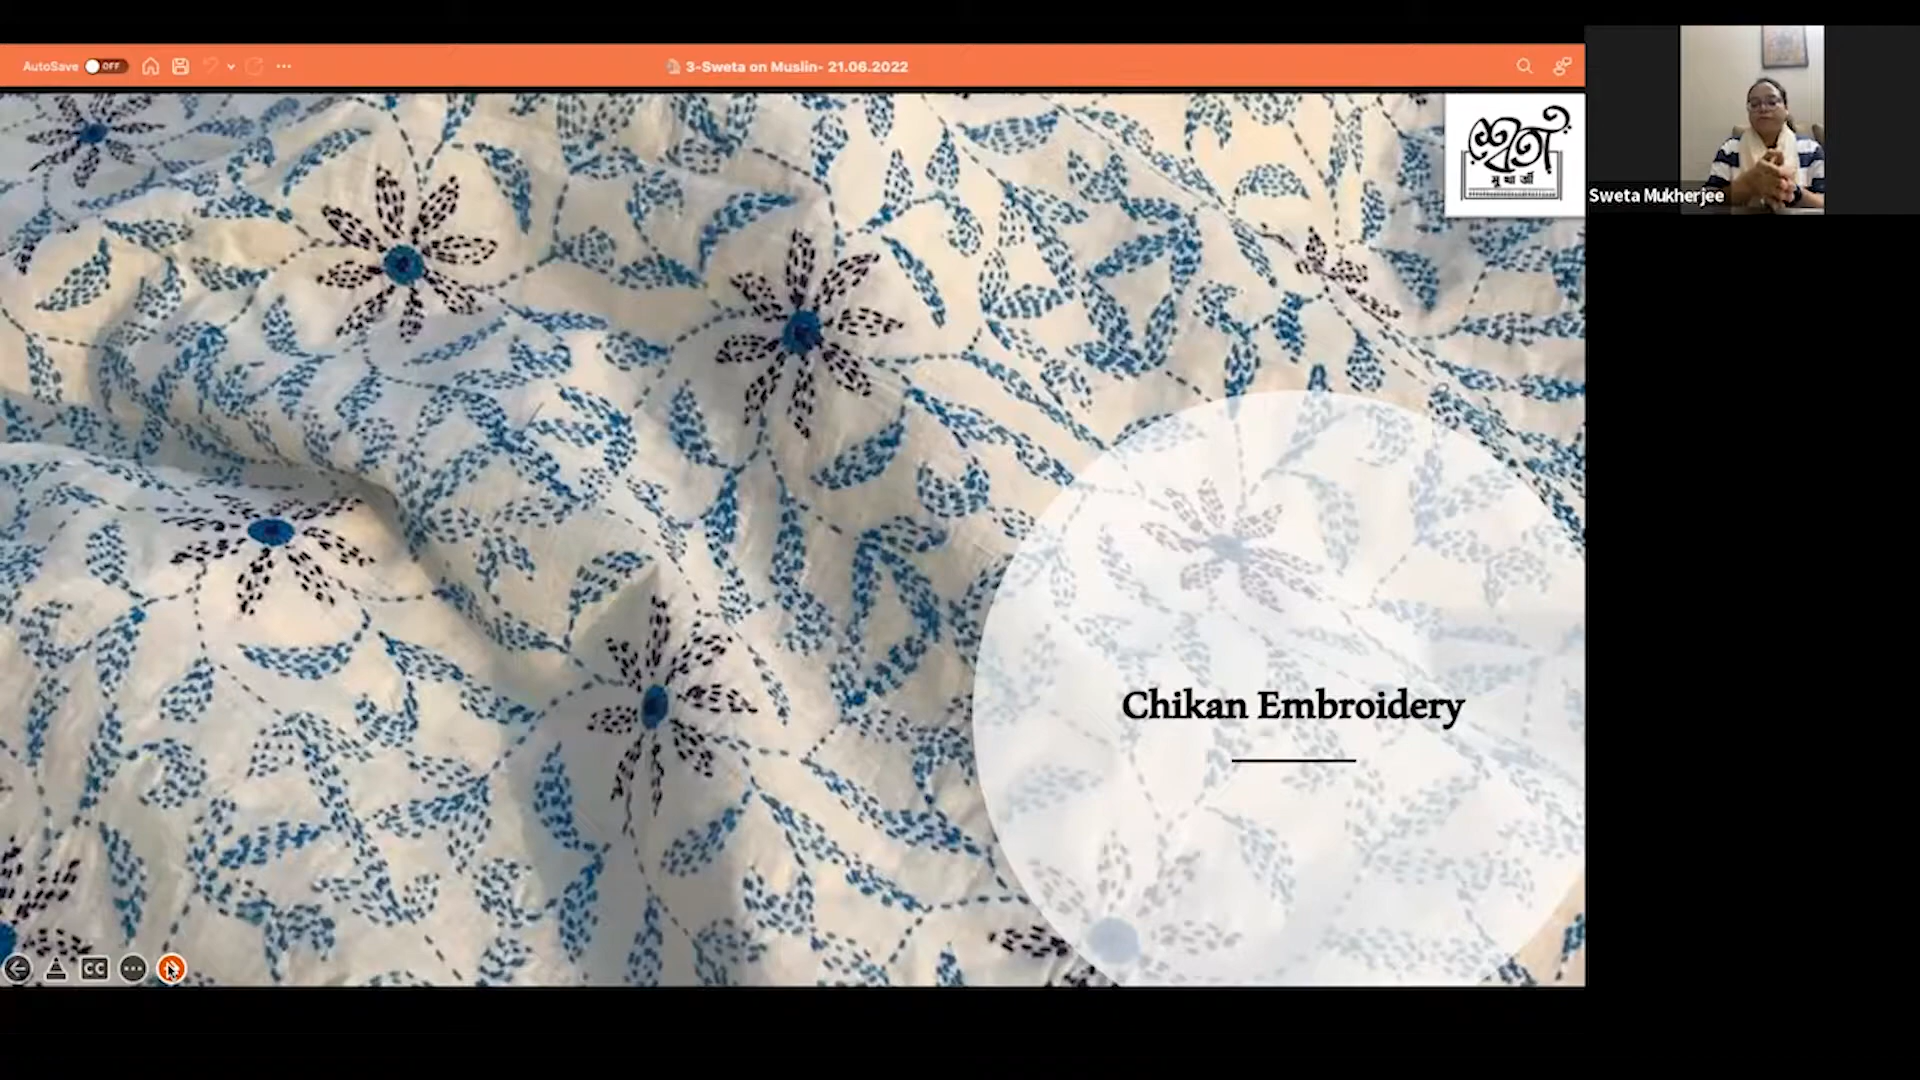 AutoSave OFF
3-Sweta on Muslin- 21.06.2022
শ্বেতা
মুখার্জী
Sweta Mukherjee
Chikan Embroidery
CC